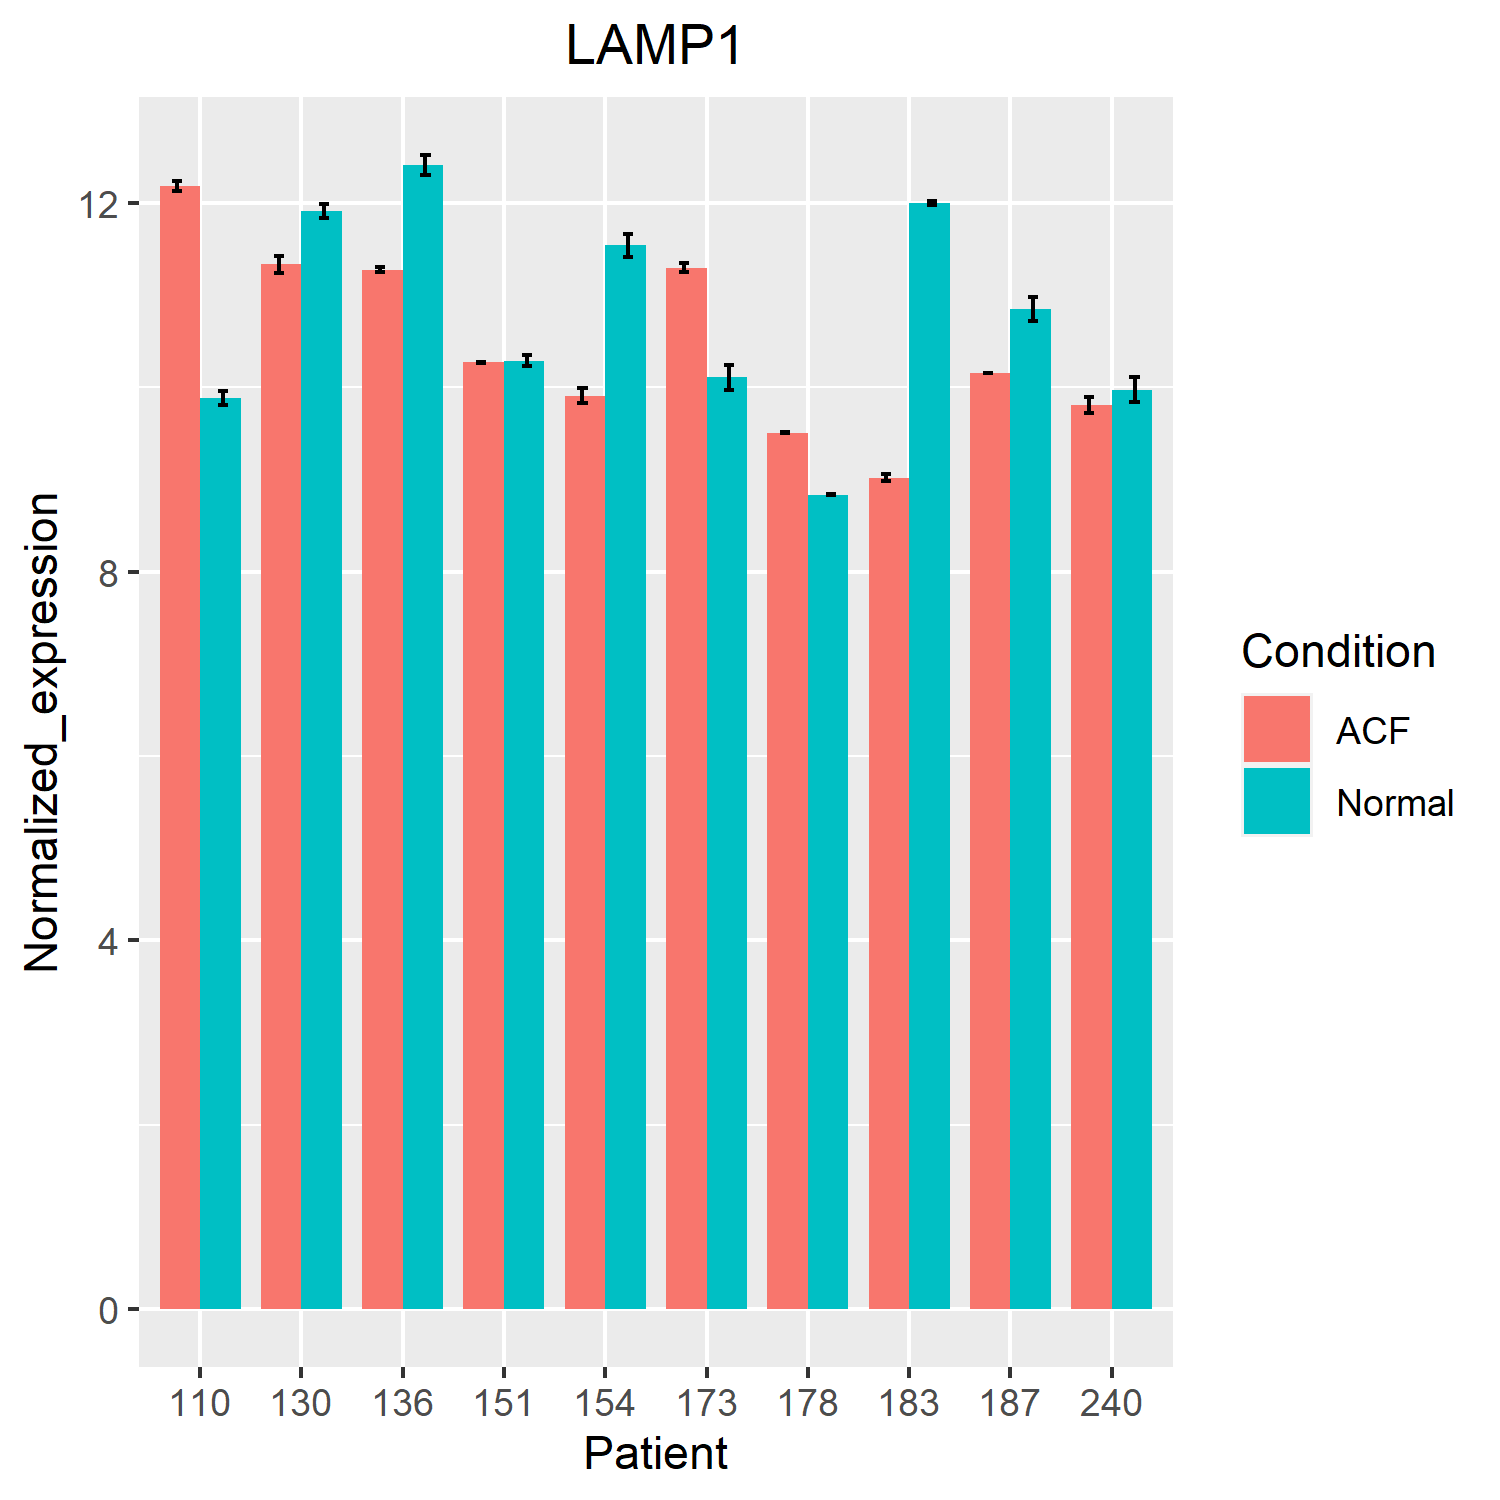 LAMP1
Normalized_expression
12
8
4
0
110 130 136 151 154 173 178 183 187 240
Patient
Condition
ACF
Normal